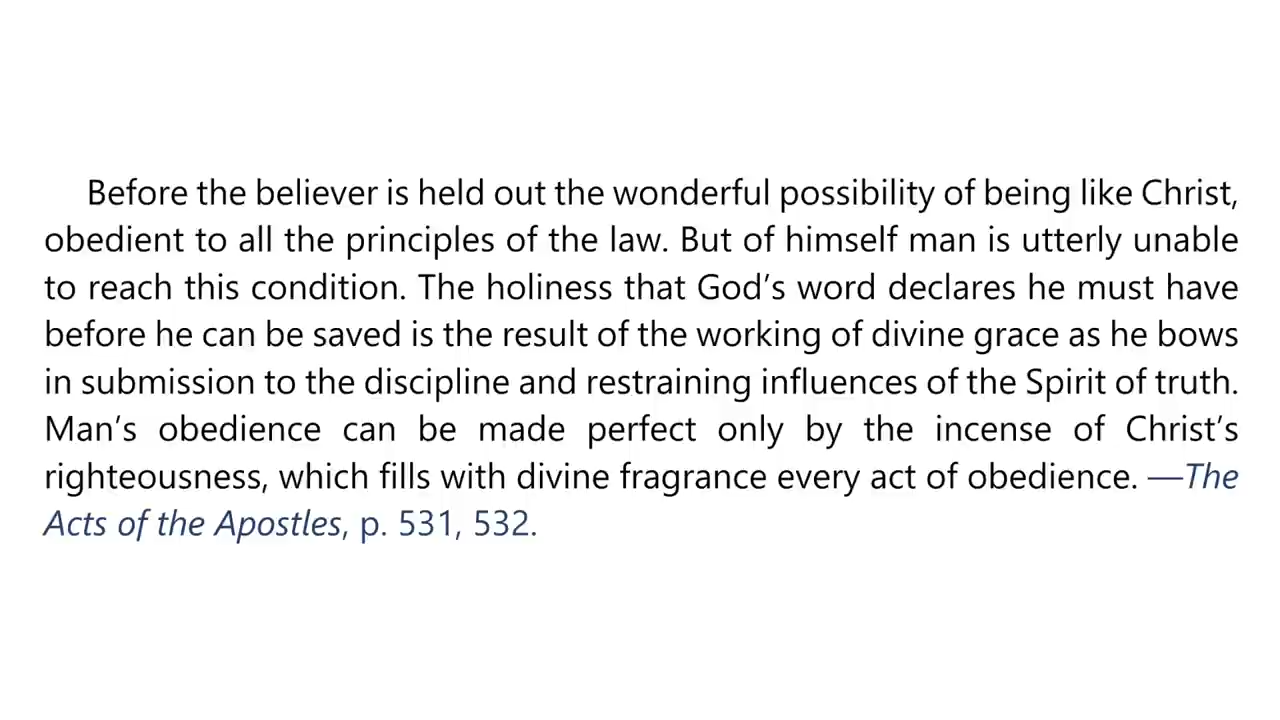 Before the believer is held out the wonderful possibility of being like Christ,
obedient to all the principles of the law. But of himself man is utterly unable
to reach this condition. The holiness that God’s word declares he must have
before he can be saved is the result of the working of divine grace as he bows
in submission to the discipline and restraining influences of the Spirit of truth.
Man’s obedience can be made perfect only by the incense of Christ’s
righteousness, which fills with divine fragrance every act of obedience. —The
Acts of the Apostles, p. 531, 532.